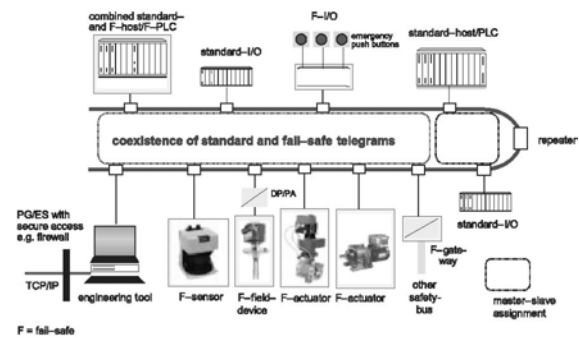 combined standard–
and F–host/F–PLC
standard–I/O
F–I/O
emergency
push buttons
standard–host/PLC
coexistence of standard and fail–safe telegrams
repeater
DP/PA
standard–I/O
PG/ES with
secure access
e.g. firewall
TCP/IP
engineering tool
F–sensor
F–field–
device
F–actuator
F–actuator
F–gate-
way
other
safety-
bus
master–slave
assignment
F = fail–safe